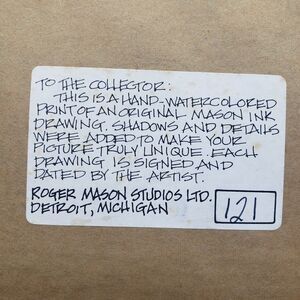 TO THE COLLECTOR:
THIS IS A HAND-WATERCOLORED
PRINT OF AN ORIGINAL MASON INK
DRAWING. SHADOWS AND DETAILS
WERE ADDED TO MAKE YOUR
PICTURE TRULY UNIQUE. EACH
DRAWING IS SIGNED AND
DATED BY THE ARTIST.
ROGER MASON STUDIOS LTD.
DETROIT, MICHIGAN
121